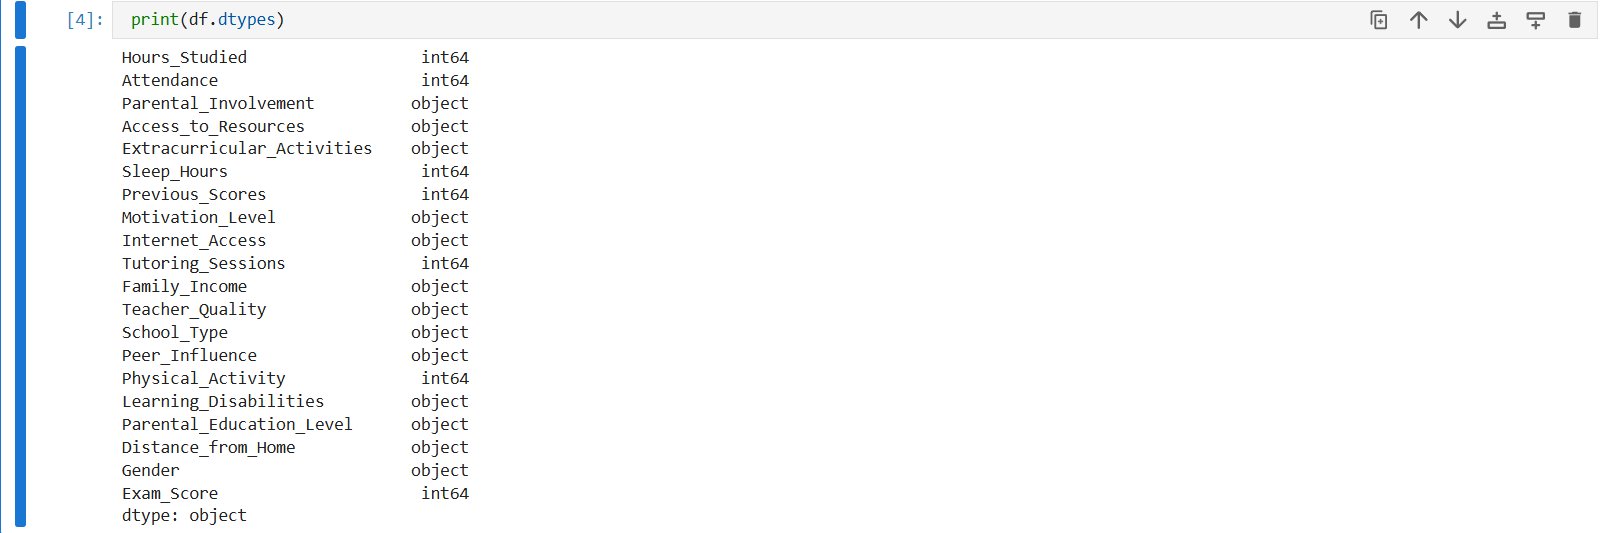 [4]: print(df.dtypes)
Hours_Studied int64
Attendance int64
Parental_Involvement object
Access_to_Resources object
Extracurricular_Activities object
Sleep_Hours int64
Previous_Scores int64
Motivation_Level object
Internet_Access object
Tutoring_Sessions int64
Family_Income object
Teacher_Quality object
School_Type object
Peer_Influence object
Physical_Activity int64
Learning_Disabilities object
Parental_Education_Level object
Distance_from_Home object
Gender object
Exam_Score int64
dtype: object